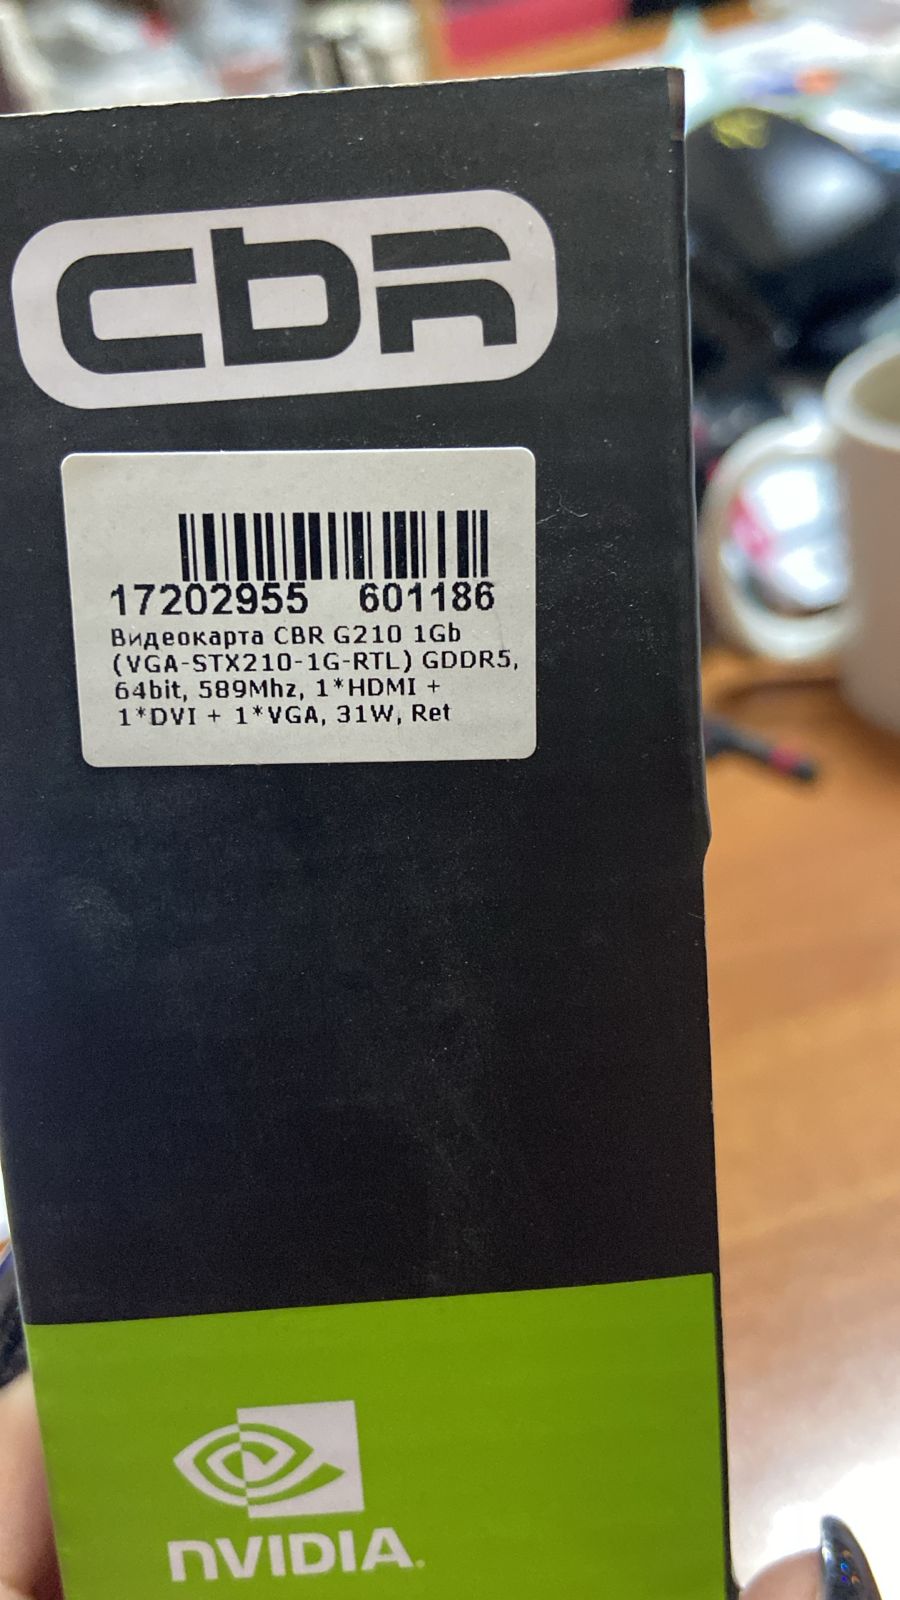 cbr
17202955 601186
Видеокарта CBR G210 1Gb
(VGA-STX210-1G-RTL) GDDR5,
64bit, 589Mhz, 1*HDMI +
1*DVI + 1*VGA, 31W, Ret
NVIDIA.